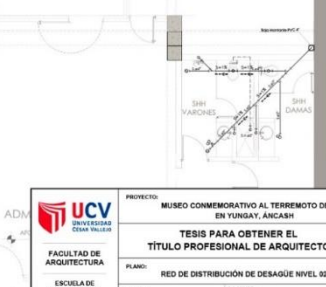 SHH
VARONES
SHH
DAMAS
ADM
UCV
UNIVERSIDAD
CÉSAR VALLEJO
FACULTAD DE
ARQUITECTURA
ESCUELA DE
PROYECTO:
MUSEO CONMEMORATIVO AL TERREMOTO DE
EN YUNGAY, ÁNCASH
TESIS PARA OBTENER EL
TÍTULO PROFESIONAL DE ARQUITECTO
PLANO:
RED DE DISTRIBUCIÓN DE DESAGÜE NIVEL 02